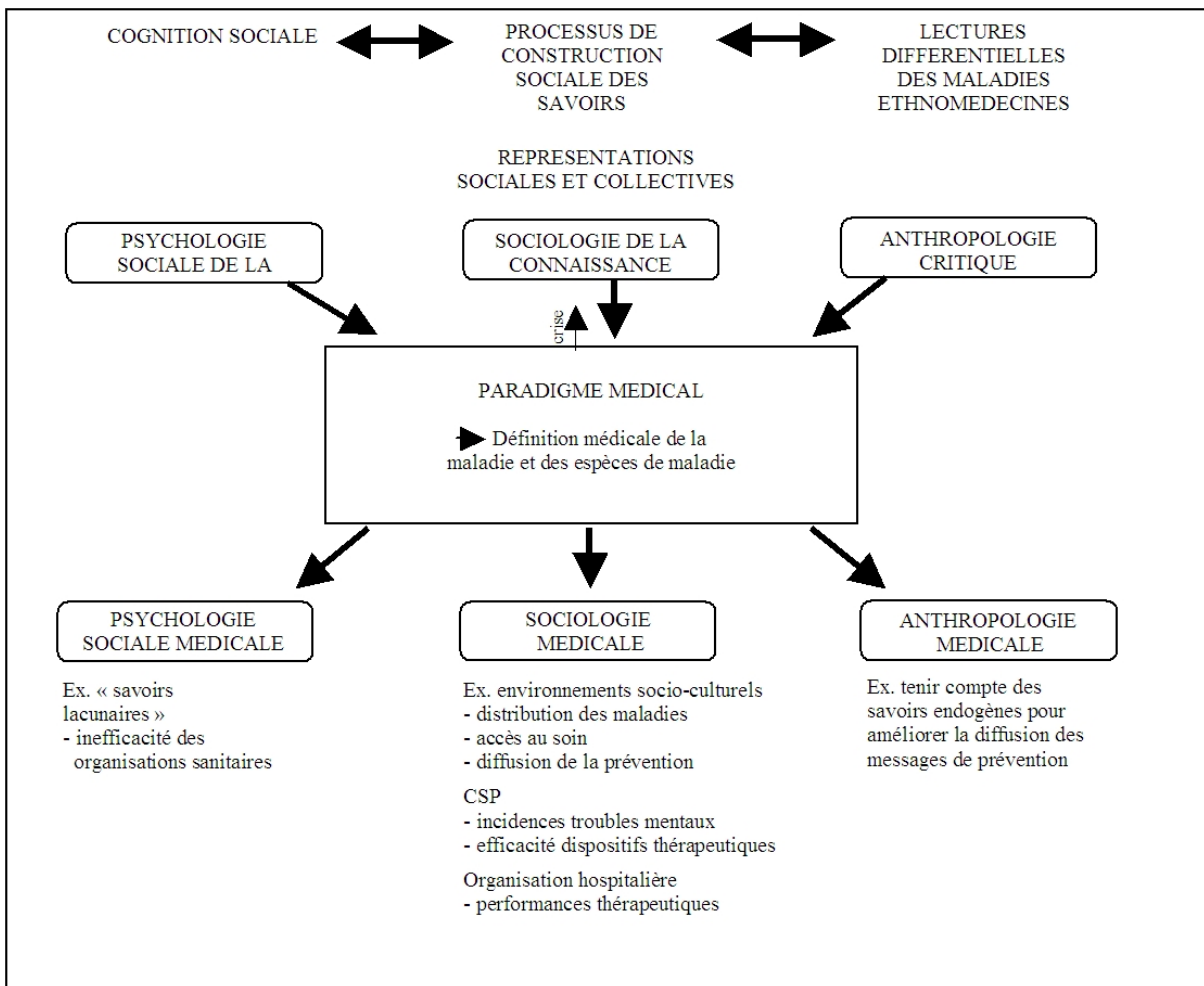 COGNITION SOCIALE
PROCESSUS DE
CONSTRUCTION
SOCIALE DES
SAVOIRS
LECTURES
DIFFERENTIELLES
DES MALADIES
ETHNOMEDECINES
REPRESENTATIONS
SOCIALES ET COLLECTIVES
PSYCHOLOGIE
SOCIALE DE LA
SOCIOLOGIE DE LA
CONNAISSANCE
ANTHROPOLOGIE
CRITIQUE
crise
PARADIGME MEDICAL
Définition médicale de la
maladie et des espèces de maladie
PSYCHOLOGIE
SOCIALE MEDICALE
SOCIOLOGIE
MEDICALE
ANTHROPOLOGIE
MEDICALE
Ex. « savoirs
lacunaires »
- inefficacité des
organisations sanitaires
Ex. environnements socio-culturels
- distribution des maladies
- accès au soin
- diffusion de la prévention
CSP
- incidences troubles mentaux
- efficacité dispositifs thérapeutiques
Organisation hospitalière
- performances thérapeutiques
Ex. tenir compte des
savoirs endogènes pour
améliorer la diffusion des
messages de prévention